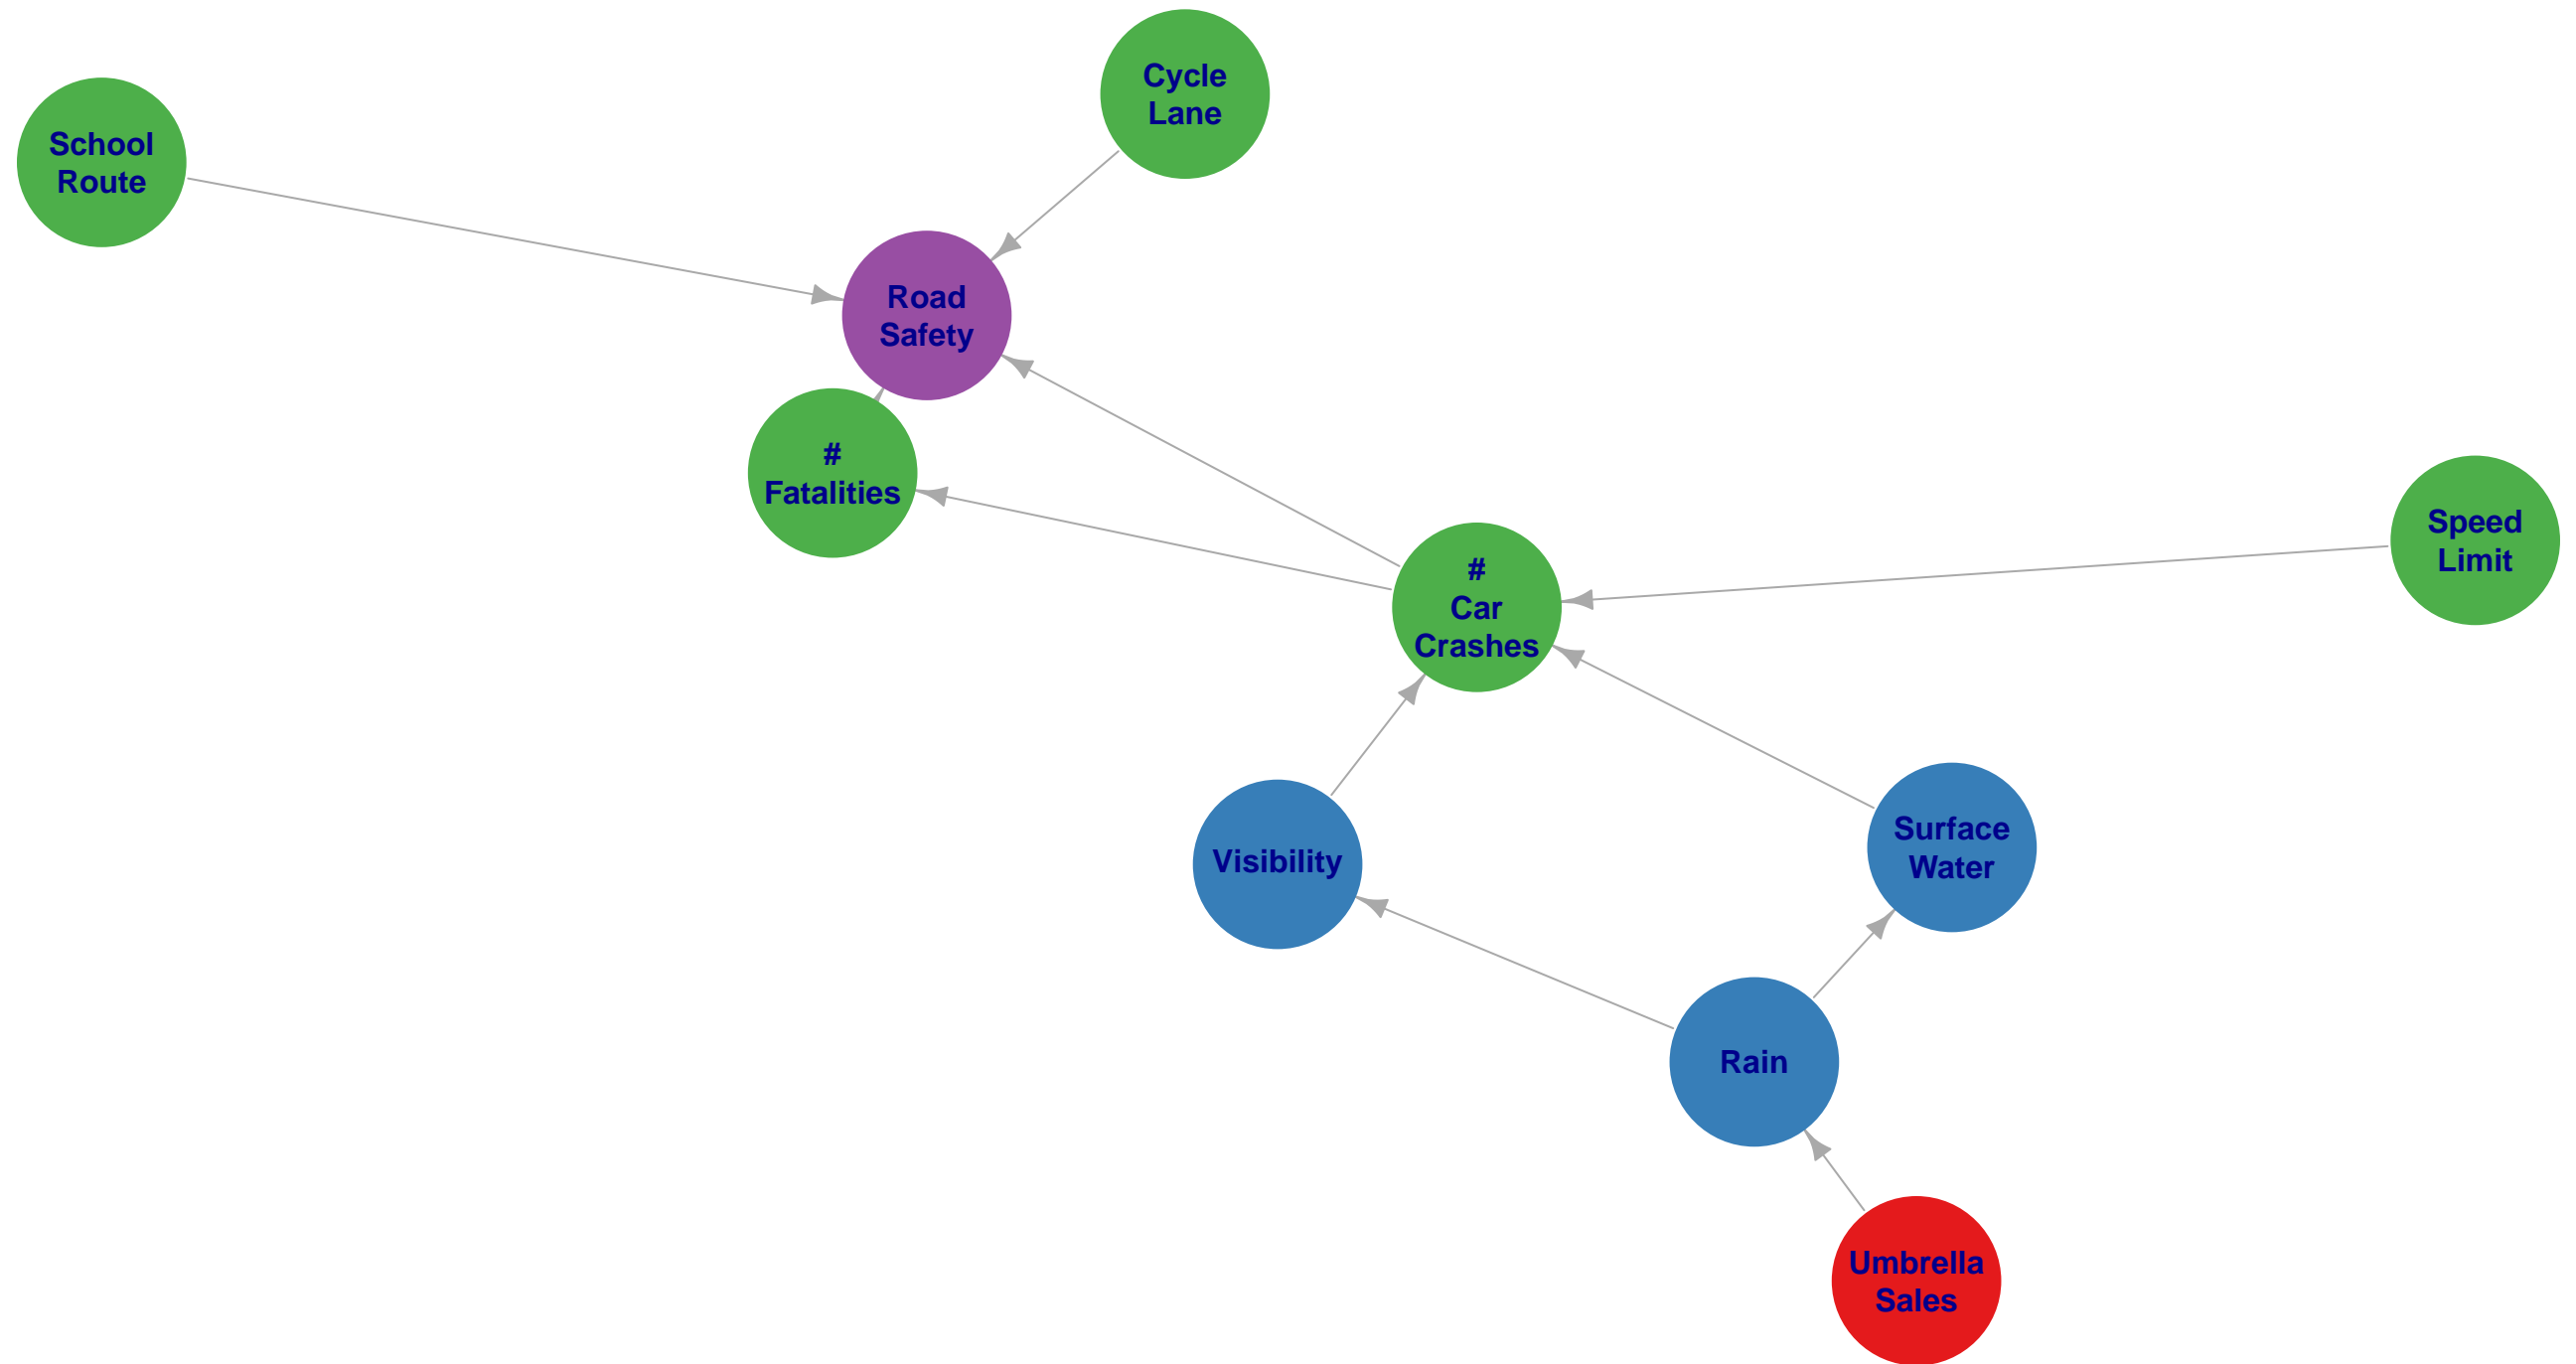 Cycle
Lane
School
Route
Road
Safety
#
Fatalities
Speed
Limit
#
Car
Crashes
Visibility
Surface
Water
Rain
Umbrella
Sales